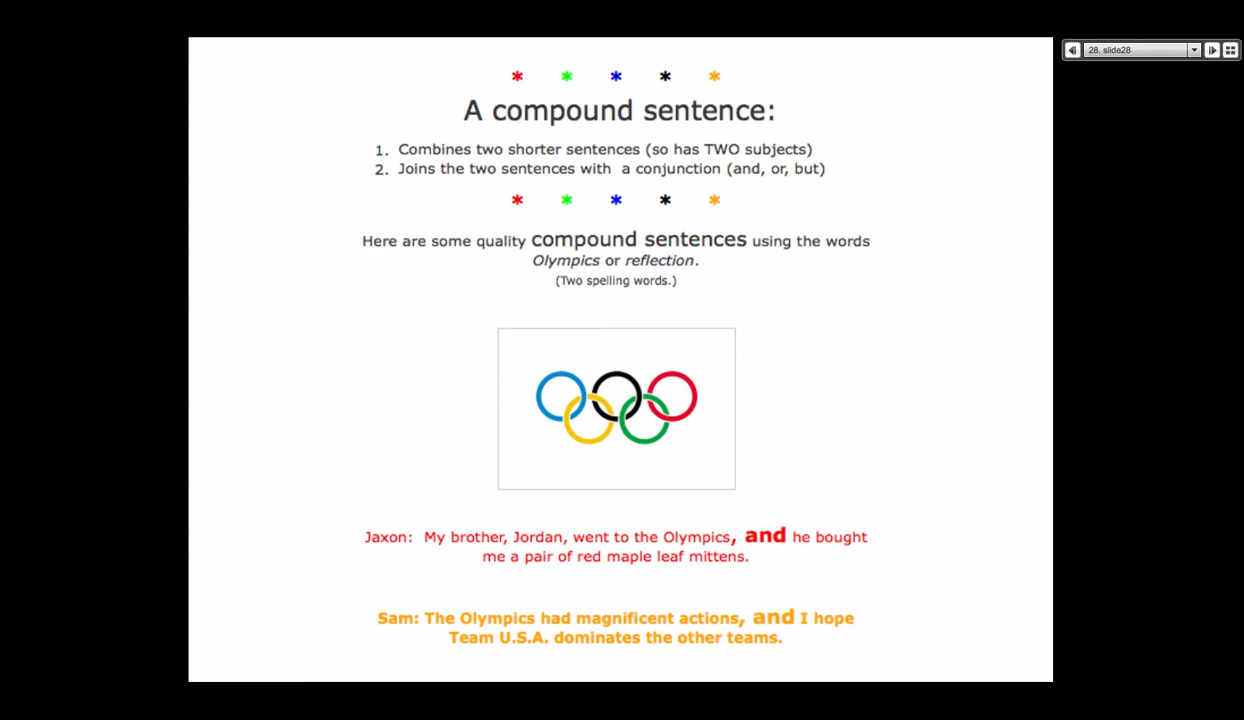 28. slide28
* * * * *
A compound sentence:
1. Combines two shorter sentences (so has TWO subjects)
2. Joins the two sentences with a conjunction (and, or, but)
* * * * *
Here are some quality compound sentences using the words
Olympics or reflection.
(Two spelling words.)
Jaxon: My brother, Jordan, went to the Olympics, and he bought
me a pair of red maple leaf mittens.
Sam: The Olympics had magnificent actions, and I hope
Team U.S.A. dominates the other teams.